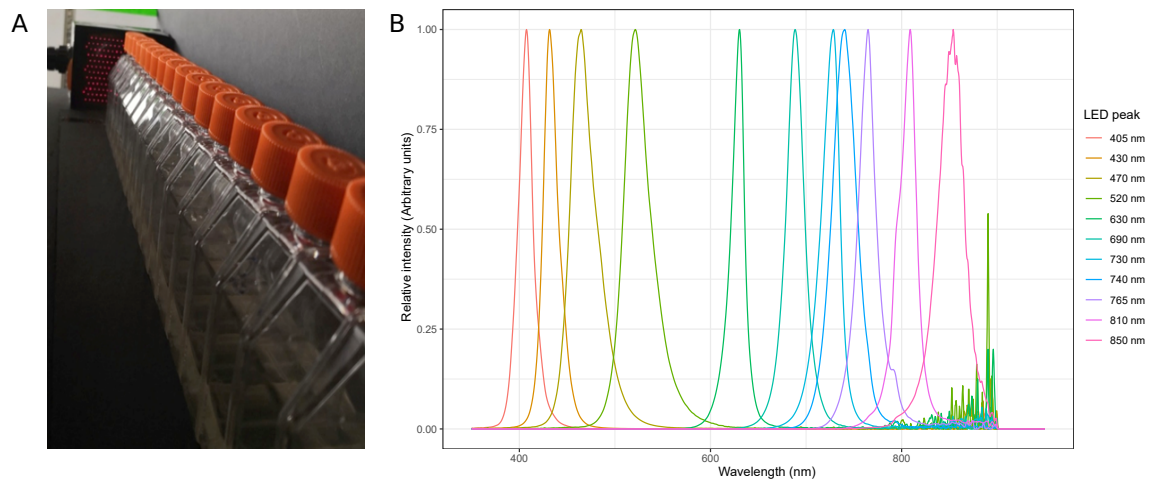 A
B
Relative intensity (Arbitrary units)
1.00
0.75
0.50
0.25
0.00
400
600
800
Wavelength (nm)
LED peak
405 nm
430 nm
470 nm
520 nm
630 nm
690 nm
730 nm
740 nm
765 nm
810 nm
850 nm